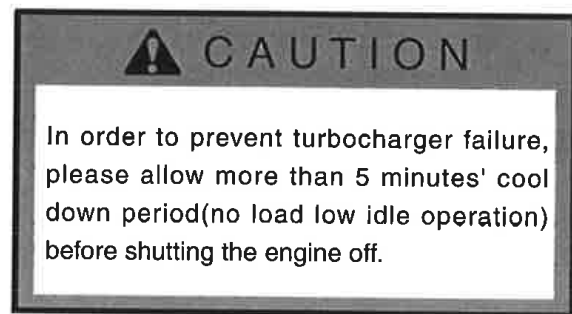 CAUTION
In order to prevent turbocharger failure,
please allow more than 5 minutes' cool
down period(no load low idle operation)
before shutting the engine off.